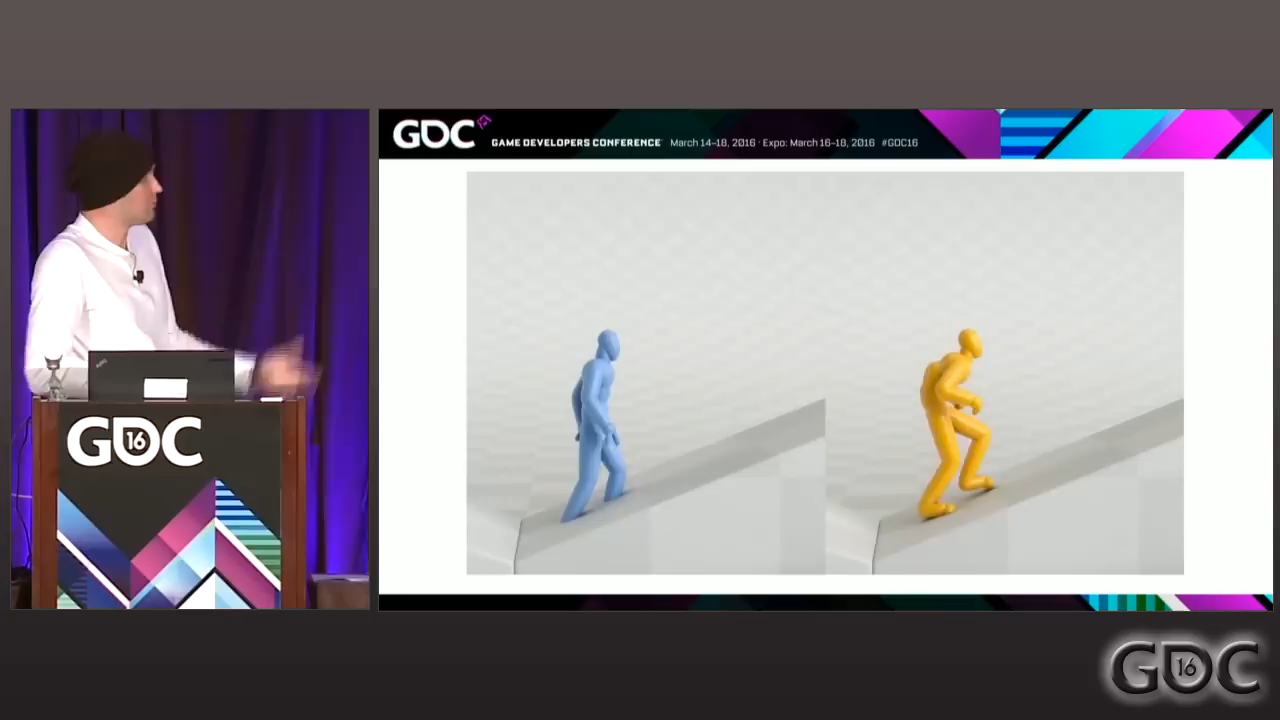 GDC
GAME DEVELOPERS CONFERENCE March 14–18, 2016 · Expo: March 16–18, 2016 #GDC16
GDC
16
GDC
16